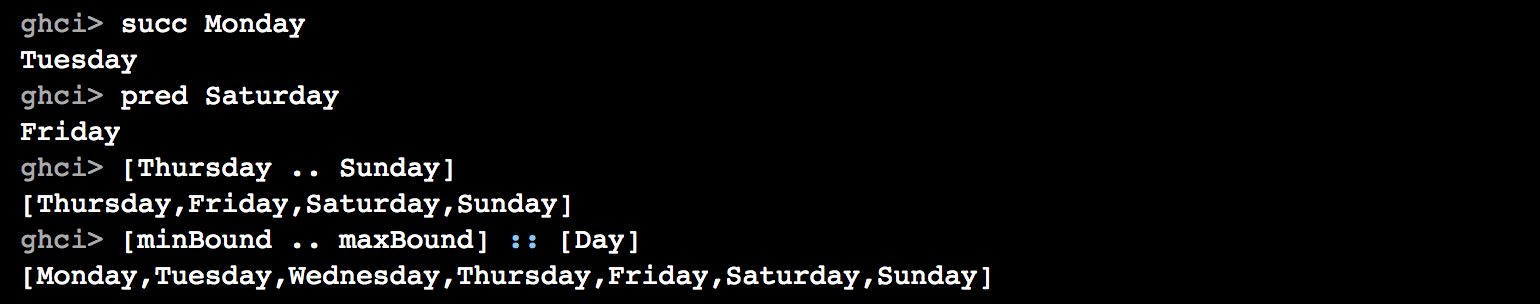 ghci> succ Monday
Tuesday
ghci> pred Saturday
Friday
ghci> [Thursday .. Sunday]
[Thursday,Friday,Saturday,Sunday]
ghci> [minBound .. maxBound] :: [Day]
[Monday,Tuesday,Wednesday,Thursday,Friday,Saturday,Sunday]